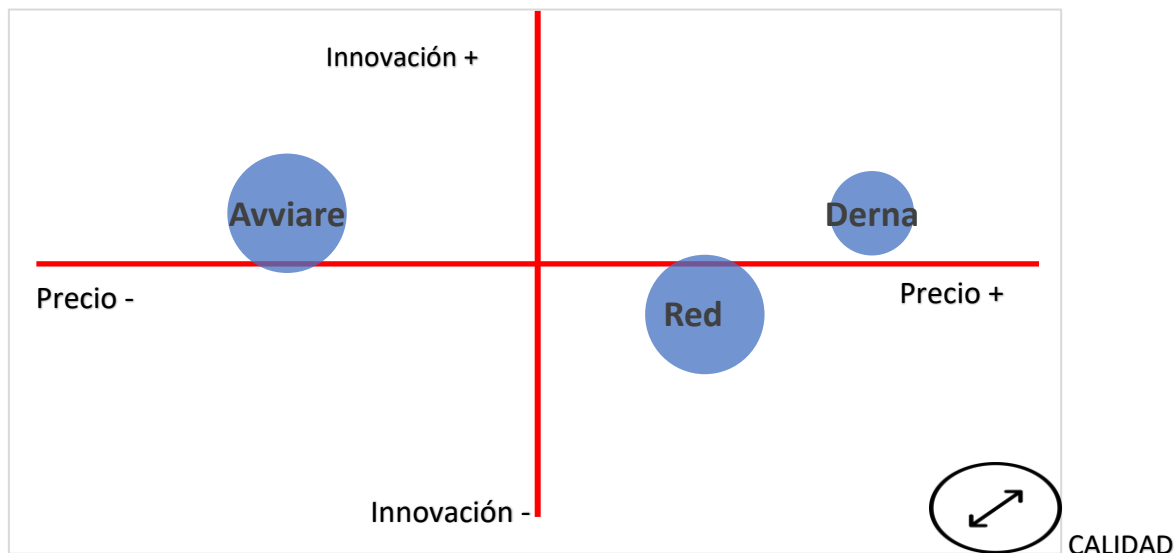 Innovación +
Avviare
Derna
Precio -
Precio +
Red
Innovación -
CALIDAD